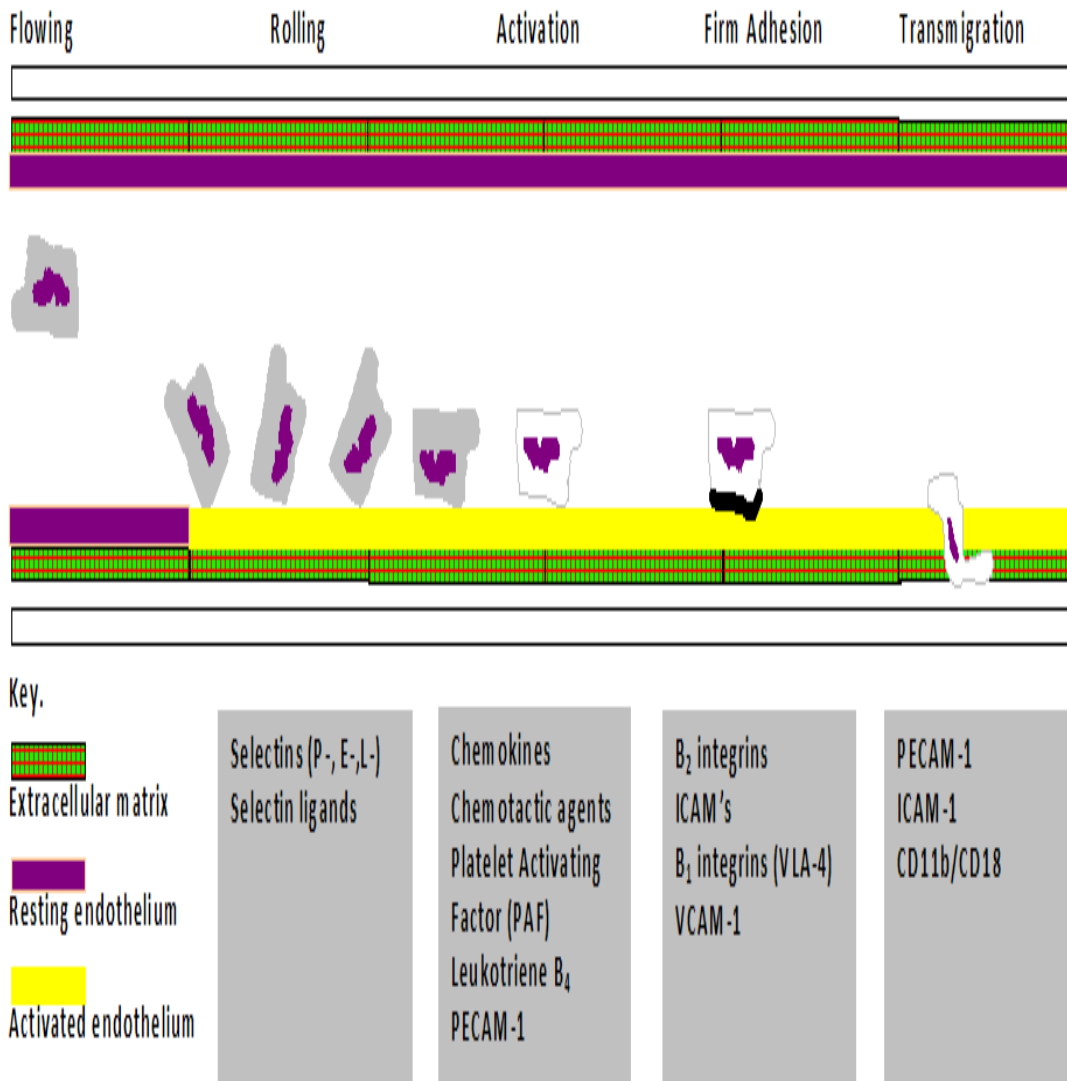 Flowing Rolling Activation Firm Adhesion Transmigration
Key.
Extracellular matrix
Resting endothelium
Activated endothelium
Selectins (P-, E-,L-)
Selectin ligands
Chemokines
Chemotactic agents
Platelet Activating
Factor (PAF)
Leukotriene B₄
PECAM-1
B₂ integrins
ICAM's
B₁ integrins (VLA-4)
VCAM-1
PECAM-1
ICAM-1
CD11b/CD18